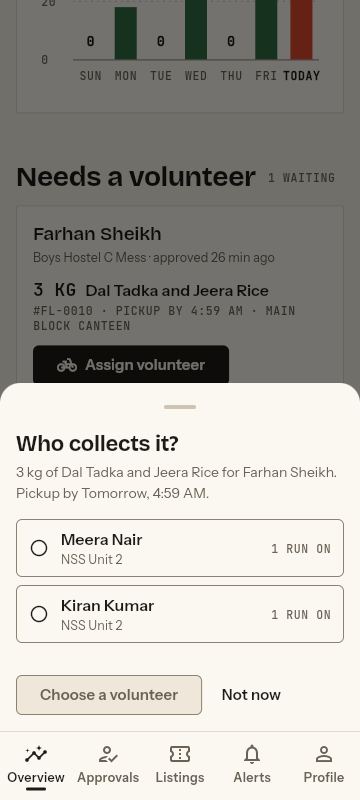 20
0
0 0 0
SUN MON TUE WED THU FRI TODAY
Needs a volunteer 1 WAITING
Farhan Sheikh
Boys Hostel C Mess · approved 26 min ago
3 KG Dal Tadka and Jeera Rice
#FL-0010 · PICKUP BY 4:59 AM · MAIN
BLOCK CANTEEN
Assign volunteer
Who collects it?
3 kg of Dal Tadka and Jeera Rice for Farhan Sheikh.
Pickup by Tomorrow, 4:59 AM.
Meera Nair
NSS Unit 2
1 RUN ON
Kiran Kumar
NSS Unit 2
1 RUN ON
Choose a volunteer Not now
Overview Approvals Listings Alerts Profile